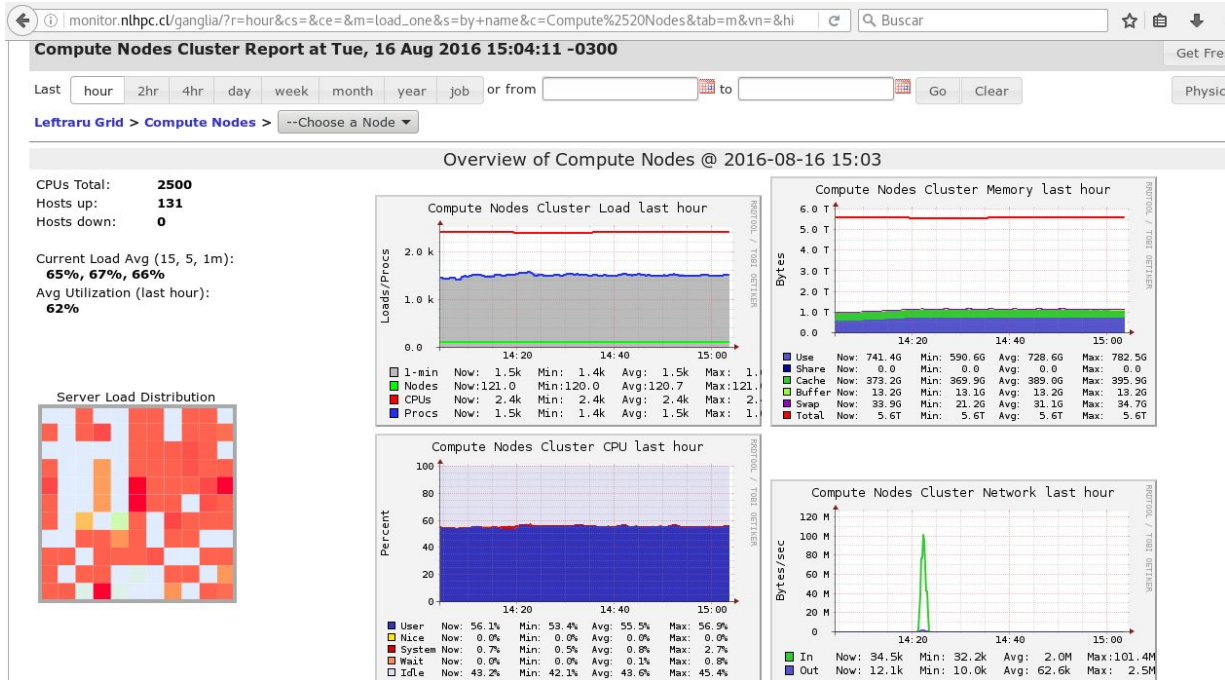 monitor.nlhpc.cl/ganglia/?r=hour&cs=&ce=&m=load_one&s=by+name&c=Compute%2520Nodes&tab=m&vn=&hi
Buscar
Compute Nodes Cluster Report at Tue, 16 Aug 2016 15:04:11 -0300
Get Fre
Last hour 2hr 4hr day week month year job or from to Go Clear
Physic
Leftraru Grid > Compute Nodes > --Choose a Node
Overview of Compute Nodes @ 2016-08-16 15:03
CPUs Total: 2500
Hosts up: 131
Hosts down: 0
Current Load Avg (15, 5, 1m):
65%, 67%, 66%
Avg Utilization (last hour):
62%
Server Load Distribution
Compute Nodes Cluster Load last hour
RRDTOOL / TOBI OETIKER
Loads/Procs
2.0 k
1.0 k
0.0
14:20 14:40 15:00
1-min Now: 1.5k Min: 1.4k Avg: 1.5k Max: 1.
Nodes Now:121.0 Min:120.0 Avg:120.7 Max:121.
CPUs Now: 2.4k Min: 2.4k Avg: 2.4k Max: 2.
Procs Now: 1.5k Min: 1.4k Avg: 1.5k Max: 1.
Compute Nodes Cluster Memory last hour
RRDTOOL / TOBI OETIKER
Bytes
6.0 T
5.0 T
4.0 T
3.0 T
2.0 T
1.0 T
0.0
14:20 14:40 15:00
Use Now: 741.4G Min: 590.6G Avg: 728.6G Max: 782.5G
Share Now: 0.0 Min: 0.0 Avg: 0.0 Max: 0.0
Cache Now: 373.2G Min: 369.9G Avg: 389.0G Max: 395.9G
Buffer Now: 13.2G Min: 13.1G Avg: 13.2G Max: 13.2G
Swap Now: 33.9G Min: 21.2G Avg: 31.1G Max: 34.7G
Total Now: 5.6T Min: 5.6T Avg: 5.6T Max: 5.6T
Compute Nodes Cluster CPU last hour
RRDTOOL / TOBI OETIKER
Percent
100
80
60
40
20
0
14:20 14:40 15:00
User Now: 56.1% Min: 53.4% Avg: 55.5% Max: 56.9%
Nice Now: 0.0% Min: 0.0% Avg: 0.0% Max: 0.0%
System Now: 0.7% Min: 0.5% Avg: 0.8% Max: 2.7%
Wait Now: 0.0% Min: 0.0% Avg: 0.1% Max: 0.8%
Idle Now: 43.2% Min: 42.1% Avg: 43.6% Max: 45.4%
Compute Nodes Cluster Network last hour
RRDTOOL / TOBI OETIKER
Bytes/sec
120 M
100 M
80 M
60 M
40 M
20 M
0
14:20 14:40 15:00
In Now: 34.5k Min: 32.2k Avg: 2.0M Max:101.4M
Out Now: 12.1k Min: 10.0k Avg: 62.6k Max: 2.5M